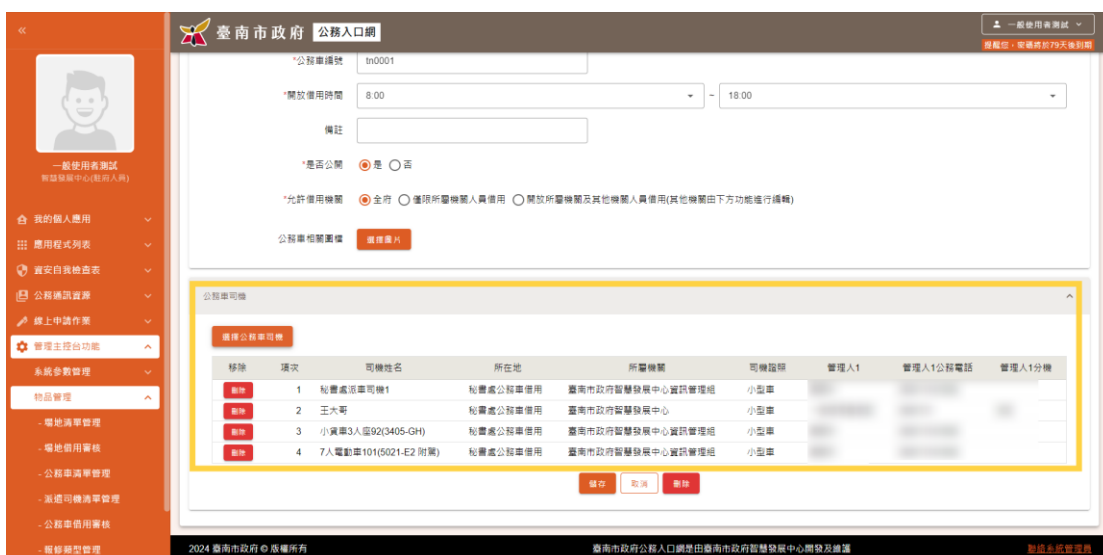 臺南市政府 公務入口網
一般使用者測試
提醒您，密碼將於79天後到期
一般使用者測試
智慧發展中心(駐府人員)
我的個人應用
應用程式列表
資安自我檢查表
公務通訊資源
線上申請作業
管理主控台功能
系統參數管理
物品管理
- 場地清單管理
- 場地借用審核
- 公務車清單管理
- 派遣司機清單管理
- 公務車借用審核
- 報修類型管理
*公務車編號 tn0001
*開放借用時間 8:00 - 18:00
備註
*是否公開 是 否
*允許借用機關 全府 僅限所屬機關人員借用 開放所屬機關及其他機關人員借用(其他機關由下方功能進行編輯)
公務車相關圖檔 選擇圖片
公務車司機
選擇公務車司機
移除 項次 司機姓名 所在地 所屬機關 司機證照 管理人1 管理人1公務電話 管理人1分機
刪除 1 秘書處派車司機1 秘書處公務車借用 臺南市政府智慧發展中心資訊管理組 小型車
刪除 2 王大哥 秘書處公務車借用 臺南市政府智慧發展中心 小型車
刪除 3 小貨車3人座92(3405-GH) 秘書處公務車借用 臺南市政府智慧發展中心資訊管理組 小型車
刪除 4 7人電動車101(5021-E2 附駕) 秘書處公務車借用 臺南市政府智慧發展中心資訊管理組 小型車
儲存 取消 刪除
2024 臺南市政府 © 版權所有 臺南市政府公務入口網是由臺南市政府智慧發展中心開發及維護 聯絡系統管理員